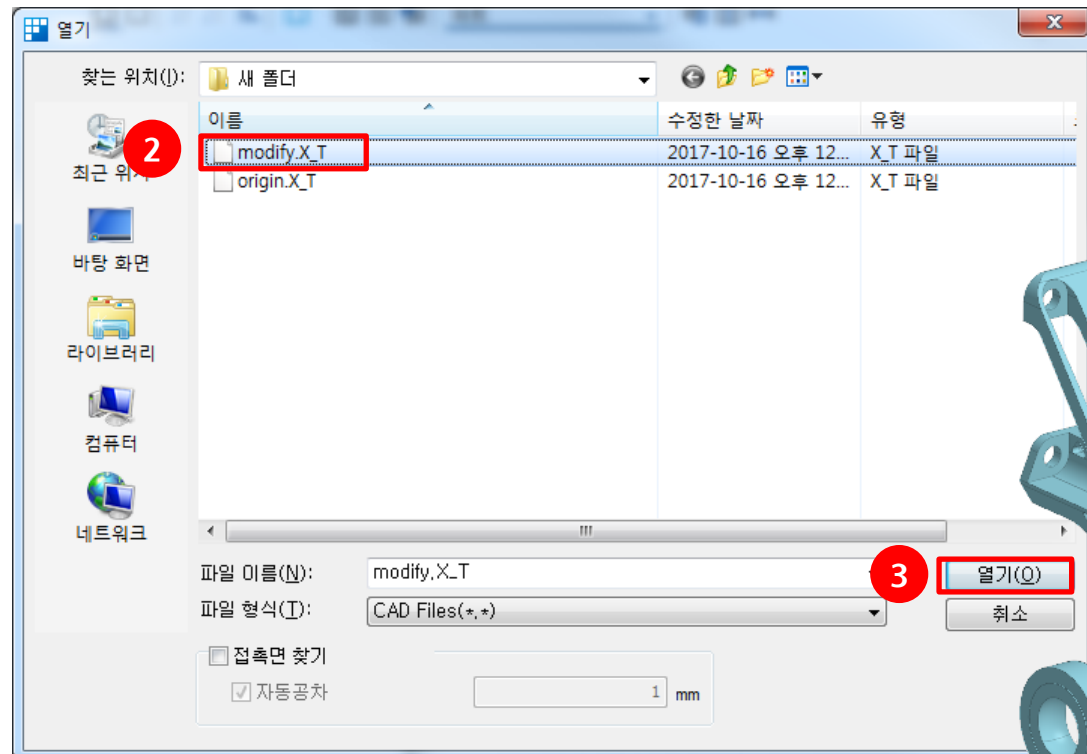 열기
찾는 위치(I):
새 폴더
이름
수정한 날짜
유형
2
modify.X_T
2017-10-16 오후 12...
X_T 파일
origin.X_T
2017-10-16 오후 12...
X_T 파일
최근 위
바탕 화면
라이브러리
컴퓨터
네트워크
파일 이름(N):
modify,X_T
3
열기(O)
파일 형식(T):
CAD Files(*,*)
취소
접촉면 찾기
자동공차
1
mm